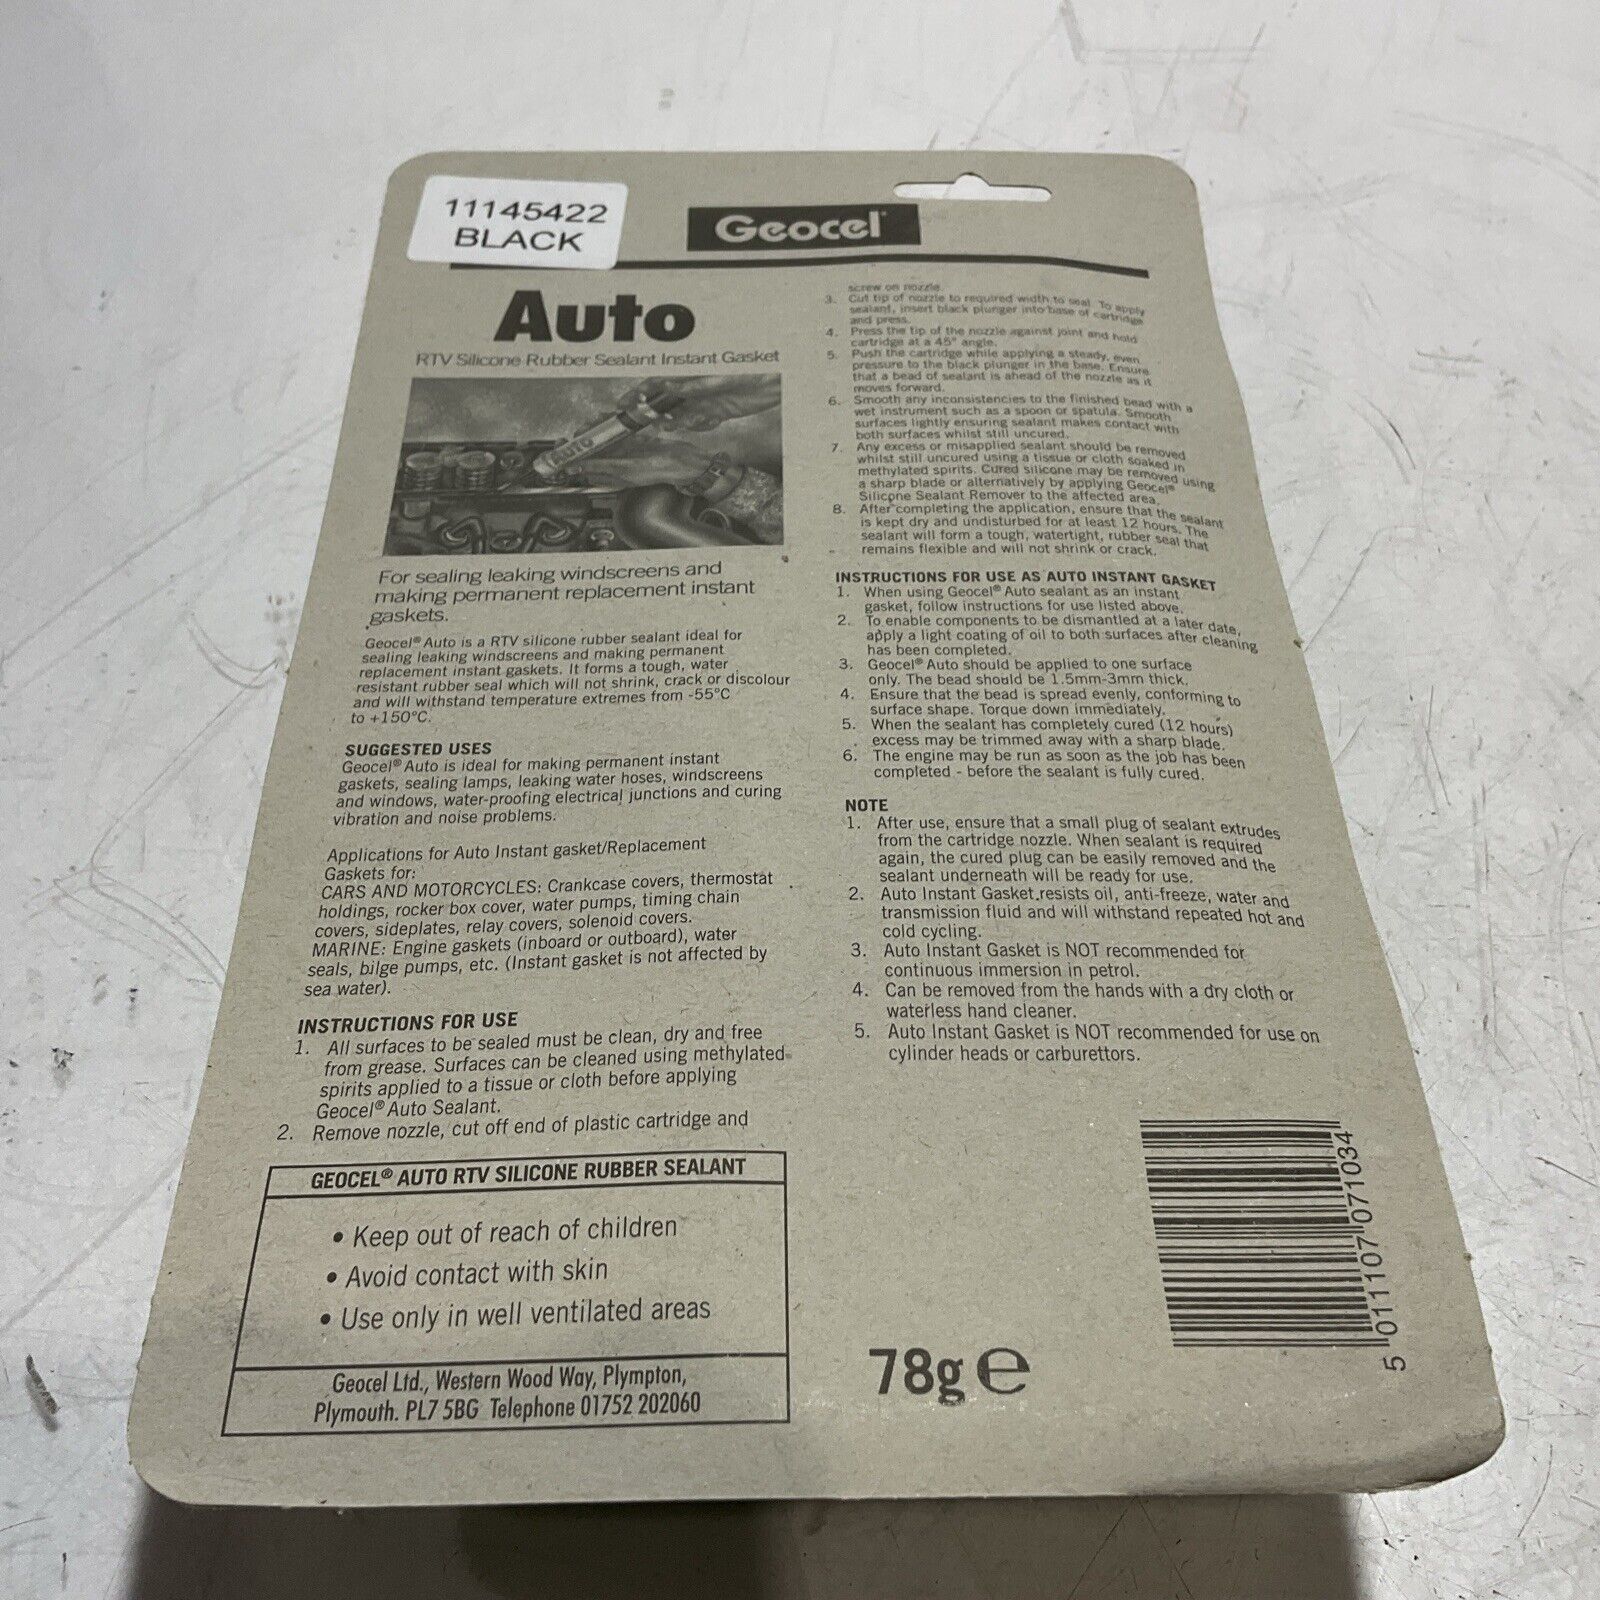 11145422
BLACK
Geocel®
Auto
RTV Silicone Rubber Sealant Instant Gasket
AUTO
For sealing leaking windscreens and
making permanent replacement instant
gaskets.
Geocel® Auto is a RTV silicone rubber sealant ideal for
sealing leaking windscreens and making permanent
replacement instant gaskets. It forms a tough, water
resistant rubber seal which will not shrink, crack or discolour
and will withstand temperature extremes from -55°C
to +150°C.
SUGGESTED USES
Geocel® Auto is ideal for making permanent instant
gaskets, sealing lamps, leaking water hoses, windscreens
and windows, water-proofing electrical junctions and curing
vibration and noise problems.
Applications for Auto Instant gasket/Replacement
Gaskets for:
CARS AND MOTORCYCLES: Crankcase covers, thermostat
holdings, rocker box cover, water pumps, timing chain
covers, sideplates, relay covers, solenoid covers.
MARINE: Engine gaskets (inboard or outboard), water
seals, bilge pumps, etc. (Instant gasket is not affected by
sea water).
INSTRUCTIONS FOR USE
1. All surfaces to be sealed must be clean, dry and free
from grease. Surfaces can be cleaned using methylated
spirits applied to a tissue or cloth before applying
Geocel® Auto Sealant.
2. Remove nozzle, cut off end of plastic cartridge and
GEOCEL® AUTO RTV SILICONE RUBBER SEALANT
• Keep out of reach of children
• Avoid contact with skin
• Use only in well ventilated areas
Geocel Ltd., Western Wood Way, Plympton,
Plymouth. PL7 5BG Telephone 01752 202060
screw on nozzle.
3. Cut tip of nozzle to required width to seal. To apply
sealant, insert black plunger into base of cartridge
and press.
4. Press the tip of the nozzle against joint and hold
cartridge at a 45° angle.
5. Push the cartridge while applying a steady, even
pressure to the black plunger in the base. Ensure
that a bead of sealant is ahead of the nozzle as it
moves forward.
6. Smooth any inconsistencies to the finished bead with a
wet instrument such as a spoon or spatula. Smooth
surfaces lightly ensuring sealant makes contact with
both surfaces whilst still uncured.
7. Any excess or misapplied sealant should be removed
whilst still uncured using a tissue or cloth soaked in
methylated spirits. Cured silicone may be removed using
a sharp blade or alternatively by applying Geocel®
Silicone Sealant Remover to the affected area.
8. After completing the application, ensure that the sealant
is kept dry and undisturbed for at least 12 hours. The
sealant will form a tough, watertight, rubber seal that
remains flexible and will not shrink or crack.
INSTRUCTIONS FOR USE AS AUTO INSTANT GASKET
1. When using Geocel® Auto sealant as an instant
gasket, follow instructions for use listed above.
2. To enable components to be dismantled at a later date,
apply a light coating of oil to both surfaces after cleaning
has been completed.
3. Geocel® Auto should be applied to one surface
only. The bead should be 1.5mm-3mm thick.
4. Ensure that the bead is spread evenly, conforming to
surface shape. Torque down immediately.
5. When the sealant has completely cured (12 hours)
excess may be trimmed away with a sharp blade.
6. The engine may be run as soon as the job has been
completed - before the sealant is fully cured.
NOTE
1. After use, ensure that a small plug of sealant extrudes
from the cartridge nozzle. When sealant is required
again, the cured plug can be easily removed and the
sealant underneath will be ready for use.
2. Auto Instant Gasket resists oil, anti-freeze, water and
transmission fluid and will withstand repeated hot and
cold cycling.
3. Auto Instant Gasket is NOT recommended for
continuous immersion in petrol.
4. Can be removed from the hands with a dry cloth or
waterless hand cleaner.
5. Auto Instant Gasket is NOT recommended for use on
cylinder heads or carburettors.
78g e
5 011107 071034